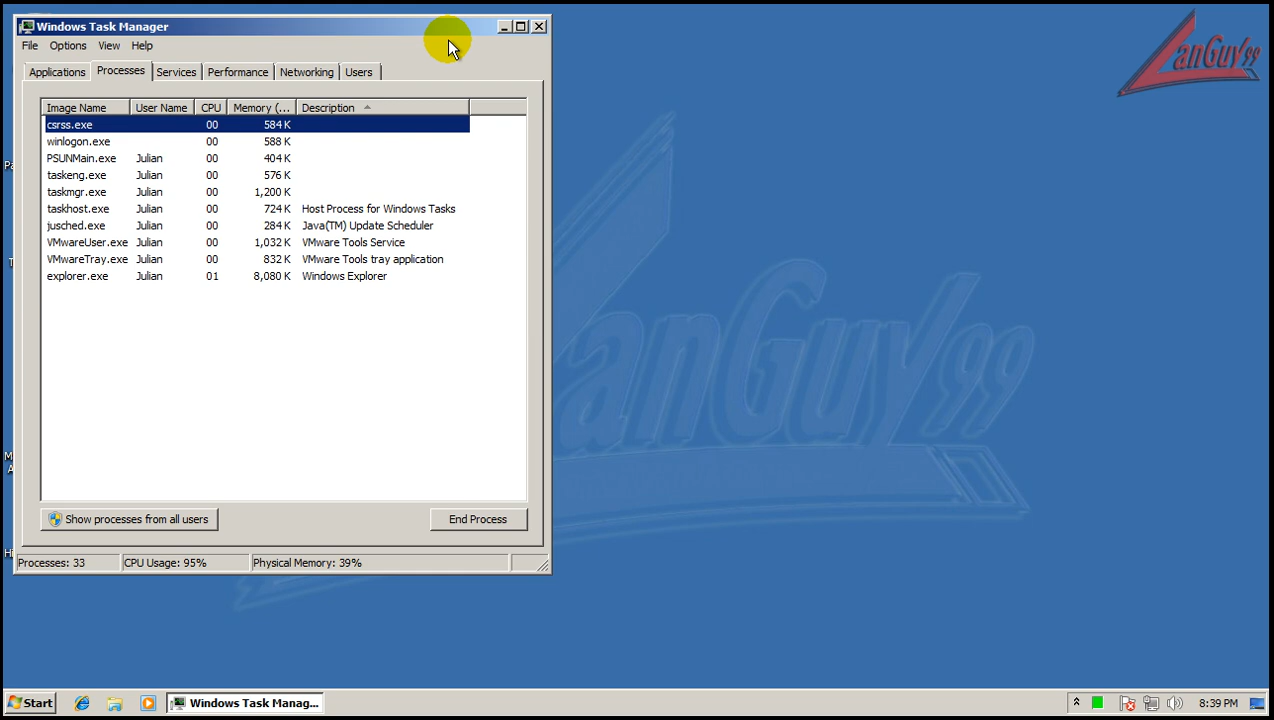 Windows Task Manager
File Options View Help
Applications Processes Services Performance Networking Users
Image Name User Name CPU Memory (... Description
csrss.exe 00 584 K
winlogon.exe 00 588 K
PSUNMain.exe Julian 00 404 K
taskeng.exe Julian 00 576 K
taskmgr.exe Julian 00 1,200 K
taskhost.exe Julian 00 724 K Host Process for Windows Tasks
jusched.exe Julian 00 284 K Java(TM) Update Scheduler
VMwareUser.exe Julian 00 1,032 K VMware Tools Service
VMwareTray.exe Julian 00 832 K VMware Tools tray application
explorer.exe Julian 01 8,080 K Windows Explorer
Show processes from all users End Process
Processes: 33 CPU Usage: 95% Physical Memory: 39%
LanGuy99
LanGuy99
Pa
T
M
A
Hi
Start Windows Task Manag... 8:39 PM